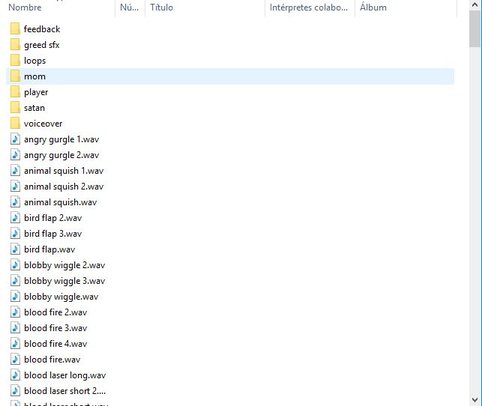 Nombre Nú... Título Intérpretes colabo... Álbum
feedback
greed sfx
loops
mom
player
satan
voiceover
angry gurgle 1.wav
angry gurgle 2.wav
animal squish 1.wav
animal squish 2.wav
animal squish.wav
bird flap 2.wav
bird flap 3.wav
bird flap.wav
blobby wiggle 2.wav
blobby wiggle 3.wav
blobby wiggle.wav
blood fire 2.wav
blood fire 3.wav
blood fire 4.wav
blood fire.wav
blood laser long.wav
blood laser short 2....
blood laser short.wav